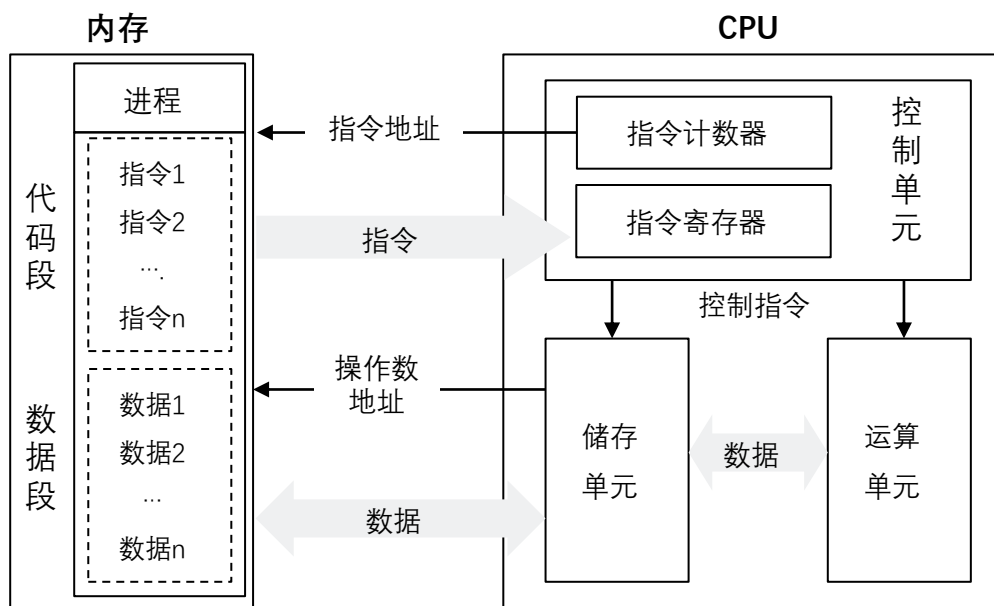 内存
CPU
进程
代码段
指令1
指令2
….
指令n
数据段
数据1
数据2
…
数据n
指令地址
指令
操作数
地址
数据
控制单元
指令计数器
指令寄存器
控制指令
储存
单元
数据
运算
单元